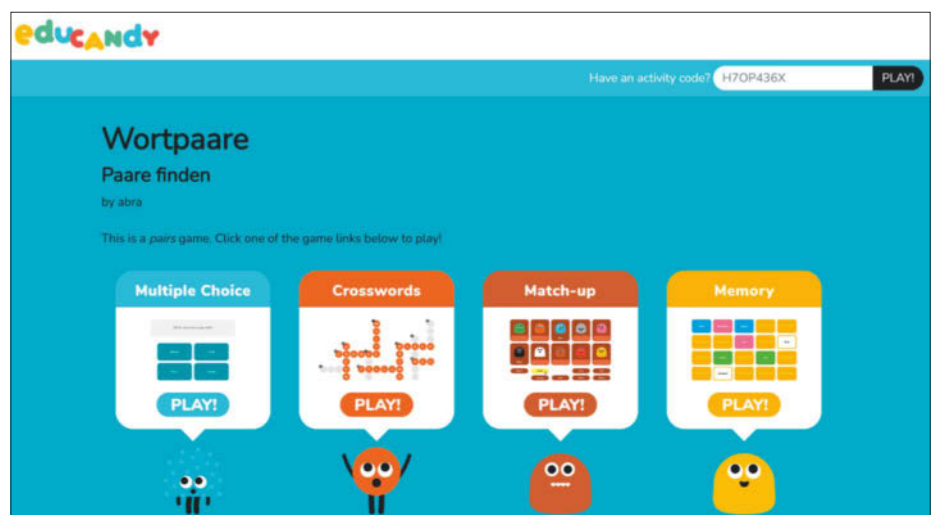 eDUCANDY
Have an activity code? H7OP436X PLAY!
Wortpaare
Paare finden
by abra
This is a pairs game. Click one of the game links below to play!
Multiple Choice
Crosswords
Match-up
Memory
PLAY!
PLAY!
PLAY!
PLAY!